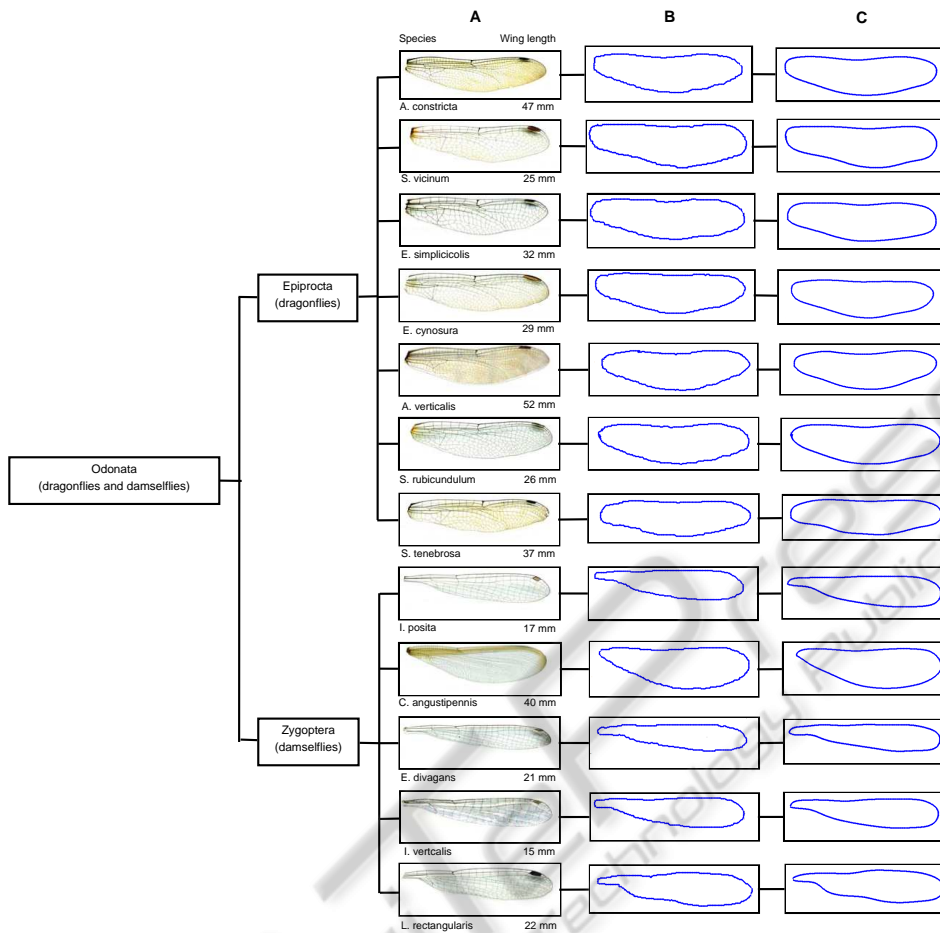 A B C
Species Wing length
A. constricta 47 mm
S. vicinum 25 mm
E. simplicicolis 32 mm
Epiprocta
(dragonflies)
E. cynosura 29 mm
A. verticalis 52 mm
S. rubicundulum 26 mm
Odonata
(dragonflies and damselflies)
S. tenebrosa 37 mm
I. posita 17 mm
C. angustipennis 40 mm
Zygoptera
(damselflies)
E. divagans 21 mm
I. vertcalis 15 mm
L. rectangularis 22 mm